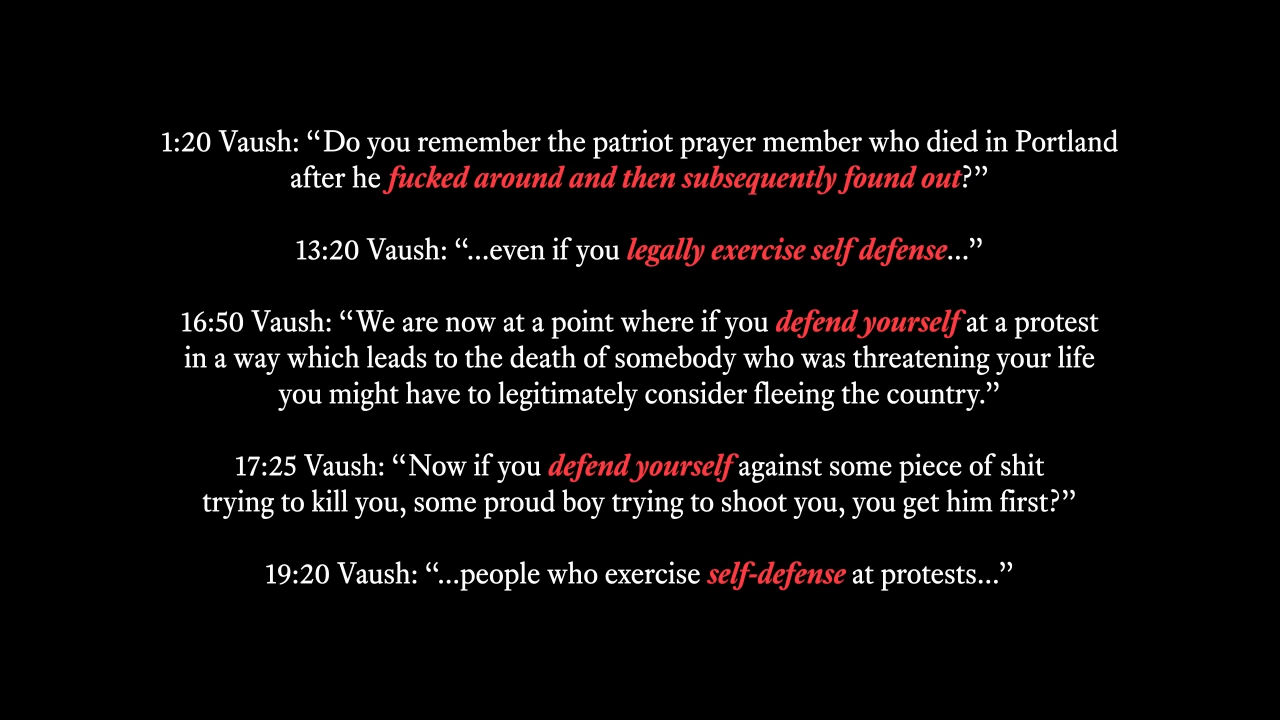 1:20 Vaush: “Do you remember the patriot prayer member who died in Portland
after he fucked around and then subsequently found out?”
13:20 Vaush: “...even if you legally exercise self defense...”
16:50 Vaush: “We are now at a point where if you defend yourself at a protest
in a way which leads to the death of somebody who was threatening your life
you might have to legitimately consider fleeing the country.”
17:25 Vaush: “Now if you defend yourself against some piece of shit
trying to kill you, some proud boy trying to shoot you, you get him first?”
19:20 Vaush: “...people who exercise self-defense at protests...”